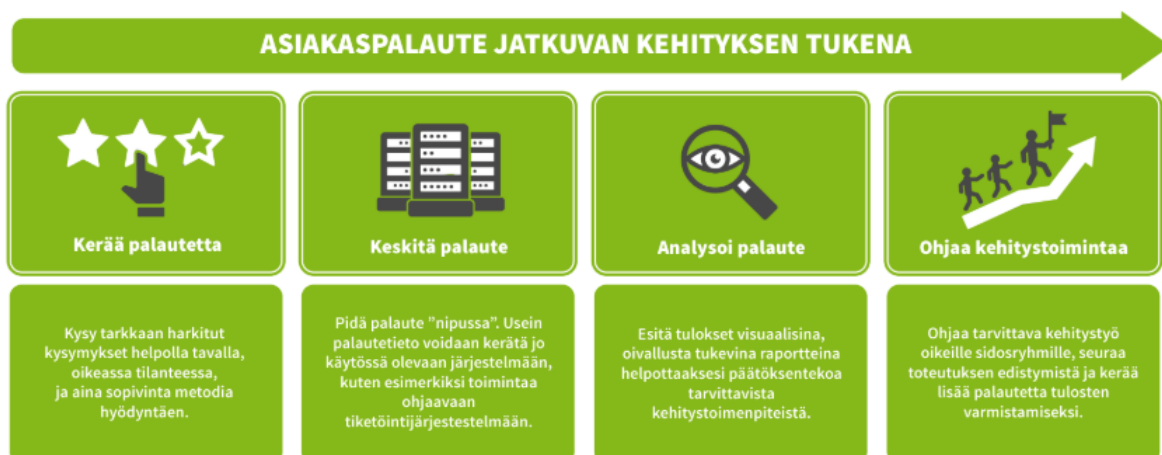 ASIAKASPALAUTE JATKUVAN KEHITYKSEN TUKENA
Kerää palautetta
Keskitä palaute
Analysoi palaute
Ohjaa kehitystoimintaa
Kysy tarkkaan harkitut
kysymykset helpolla tavalla,
oikeassa tilanteessa,
ja aina sopivinta metodia
hyödyntäen.
Pidä palaute ”nipussa”. Usein
palautetieto voidaan kerätä jo
käytössä olevaan järjestelmään,
kuten esimerkiksi toimintaa
ohjaavaan
tiketöintijärjestestelmään.
Esitä tulokset visuaalisina,
oivallusta tukevina raportteina
helpottaaksesi päätöksentekoa
tarvittavista
kehitystoimenpiteistä.
Ohjaa tarvittava kehitystyö
oikeille sidosryhmille, seuraa
toteutuksen edistymistä ja kerää
lisää palautetta tulosten
varmistamiseksi.